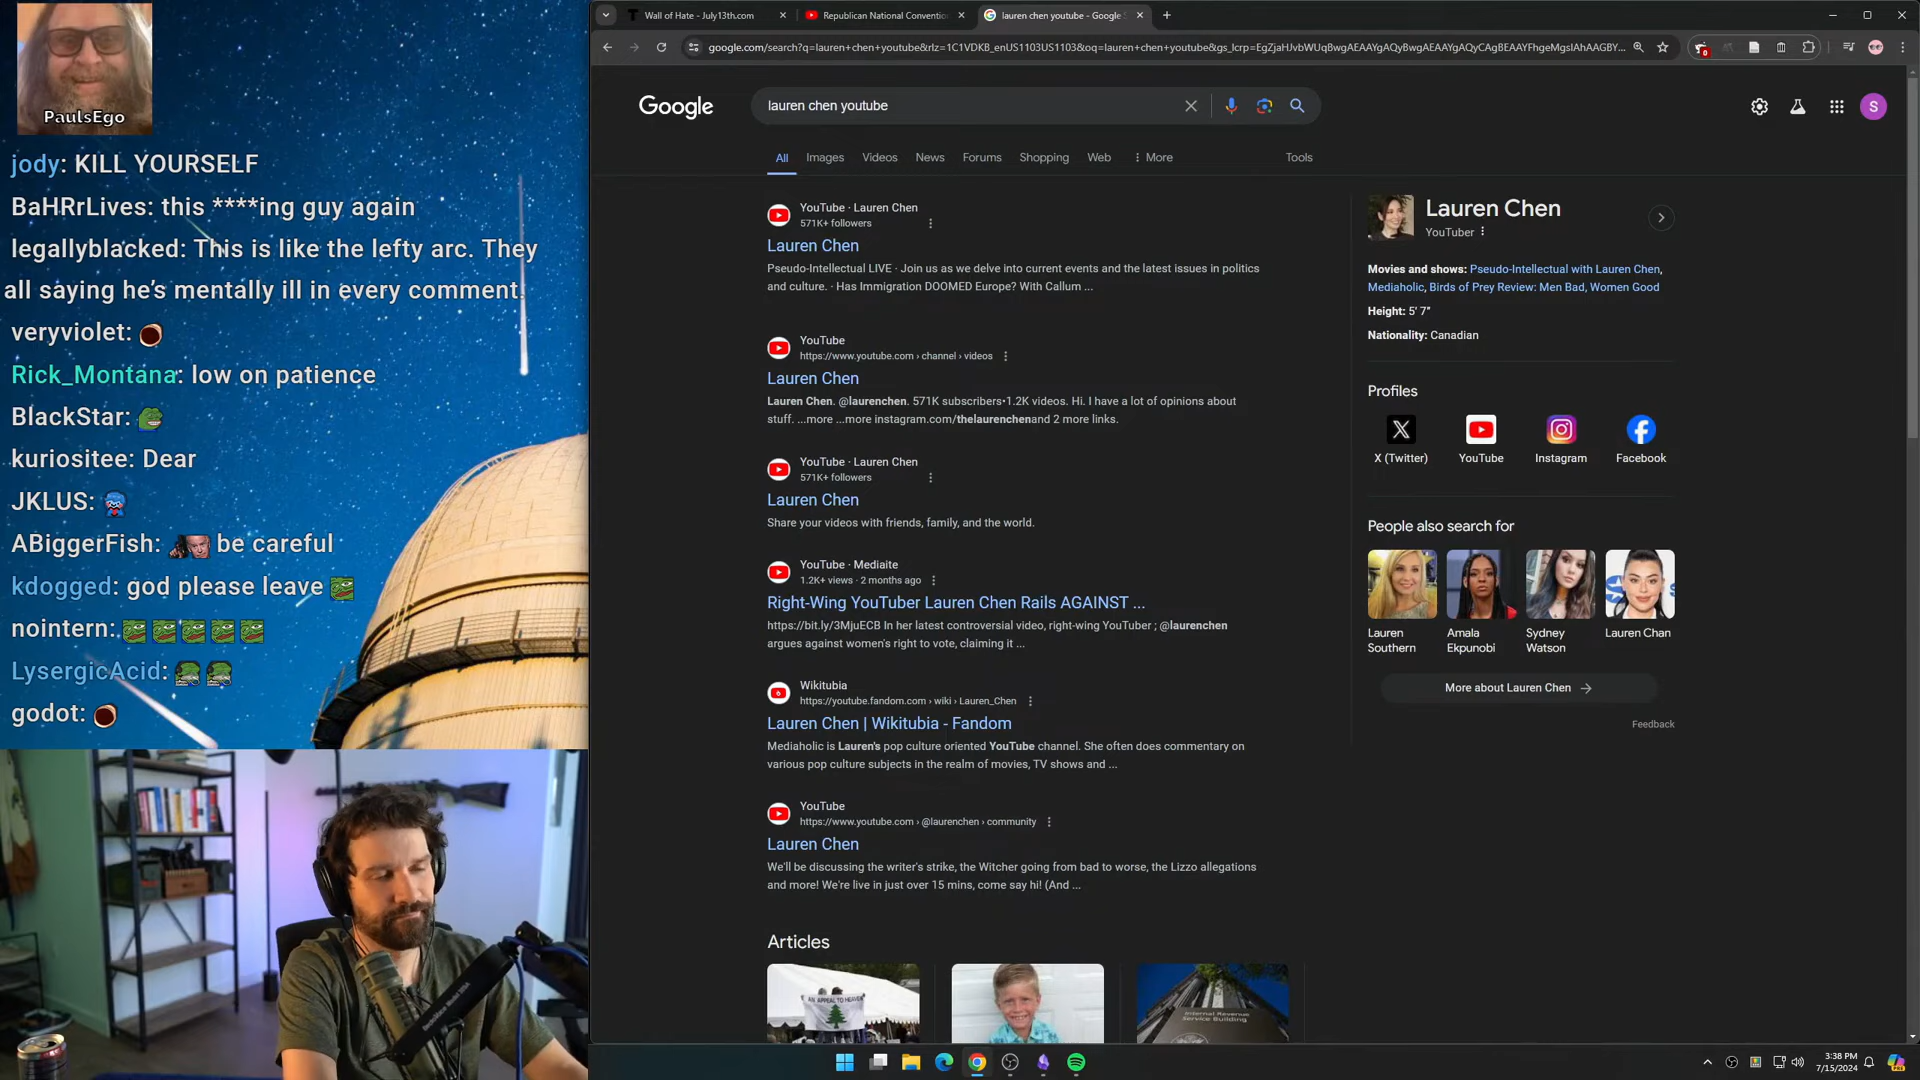 PaulsEgo
jody: KILL YOURSELF
BaHRrLives: this ****ing guy again
legallyblacked: This is like the lefty arc. They
all saying he's mentally ill in every comment.
veryviolet:
Rick_Montana: low on patience
BlackStar:
kuriositee: Dear
JKLUS:
ABiggerFish: be careful
kdogged: god please leave
nointern:
LysergicAcid:
godot:
Wall of Hate - July13th.com
Republican National Conventio
lauren chen youtube - Google S
google.com/search?q=lauren+chen+youtube&rlz=1C1VDKB_enUS1103US1103&oq=lauren+chen+youtube&gs_lcrp=EgZjaHJvbWUqBwgAEAAYgAQyBwgAEAAYgAQyCAgBEAAYFhgeMgsIAhAAGBY...
0
Google
lauren chen youtube
S
All
Images
Videos
News
Forums
Shopping
Web
More
Tools
YouTube · Lauren Chen
571K+ followers
Lauren Chen
Pseudo-Intellectual LIVE · Join us as we delve into current events and the latest issues in politics
and culture. · Has Immigration DOOMED Europe? With Callum ...
YouTube
https://www.youtube.com › channel › videos
Lauren Chen
Lauren Chen. @laurenchen. 571K subscribers•1.2K videos. Hi. I have a lot of opinions about
stuff. ...more ...more instagram.com/thelaurenchenand 2 more links.
YouTube · Lauren Chen
571K+ followers
Lauren Chen
Share your videos with friends, family, and the world.
YouTube · Mediaite
1.2K+ views · 2 months ago
Right-Wing YouTuber Lauren Chen Rails AGAINST ...
https://bit.ly/3MjuECB In her latest controversial video, right-wing YouTuber ; @laurenchen
argues against women's right to vote, claiming it ...
Wikitubia
https://youtube.fandom.com › wiki › Lauren_Chen
Lauren Chen | Wikitubia - Fandom
Mediaholic is Lauren's pop culture oriented YouTube channel. She often does commentary on
various pop culture subjects in the realm of movies, TV shows and ...
YouTube
https://www.youtube.com › @laurenchen › community
Lauren Chen
We'll be discussing the writer's strike, the Witcher going from bad to worse, the Lizzo allegations
and more! We're live in just over 15 mins, come say hi! (And ...
Articles
AN APPEAL TO HEAVEN
Internal Revenue
Service Building
Lauren Chen
YouTuber
Movies and shows: Pseudo-Intellectual with Lauren Chen,
Mediaholic, Birds of Prey Review: Men Bad, Women Good
Height: 5′ 7″
Nationality: Canadian
Profiles
X (Twitter)
YouTube
Instagram
Facebook
People also search for
Lauren
Southern
Amala
Ekpunobi
Sydney
Watson
Lauren Chan
More about Lauren Chen
Feedback
3:38 PM
7/15/2024